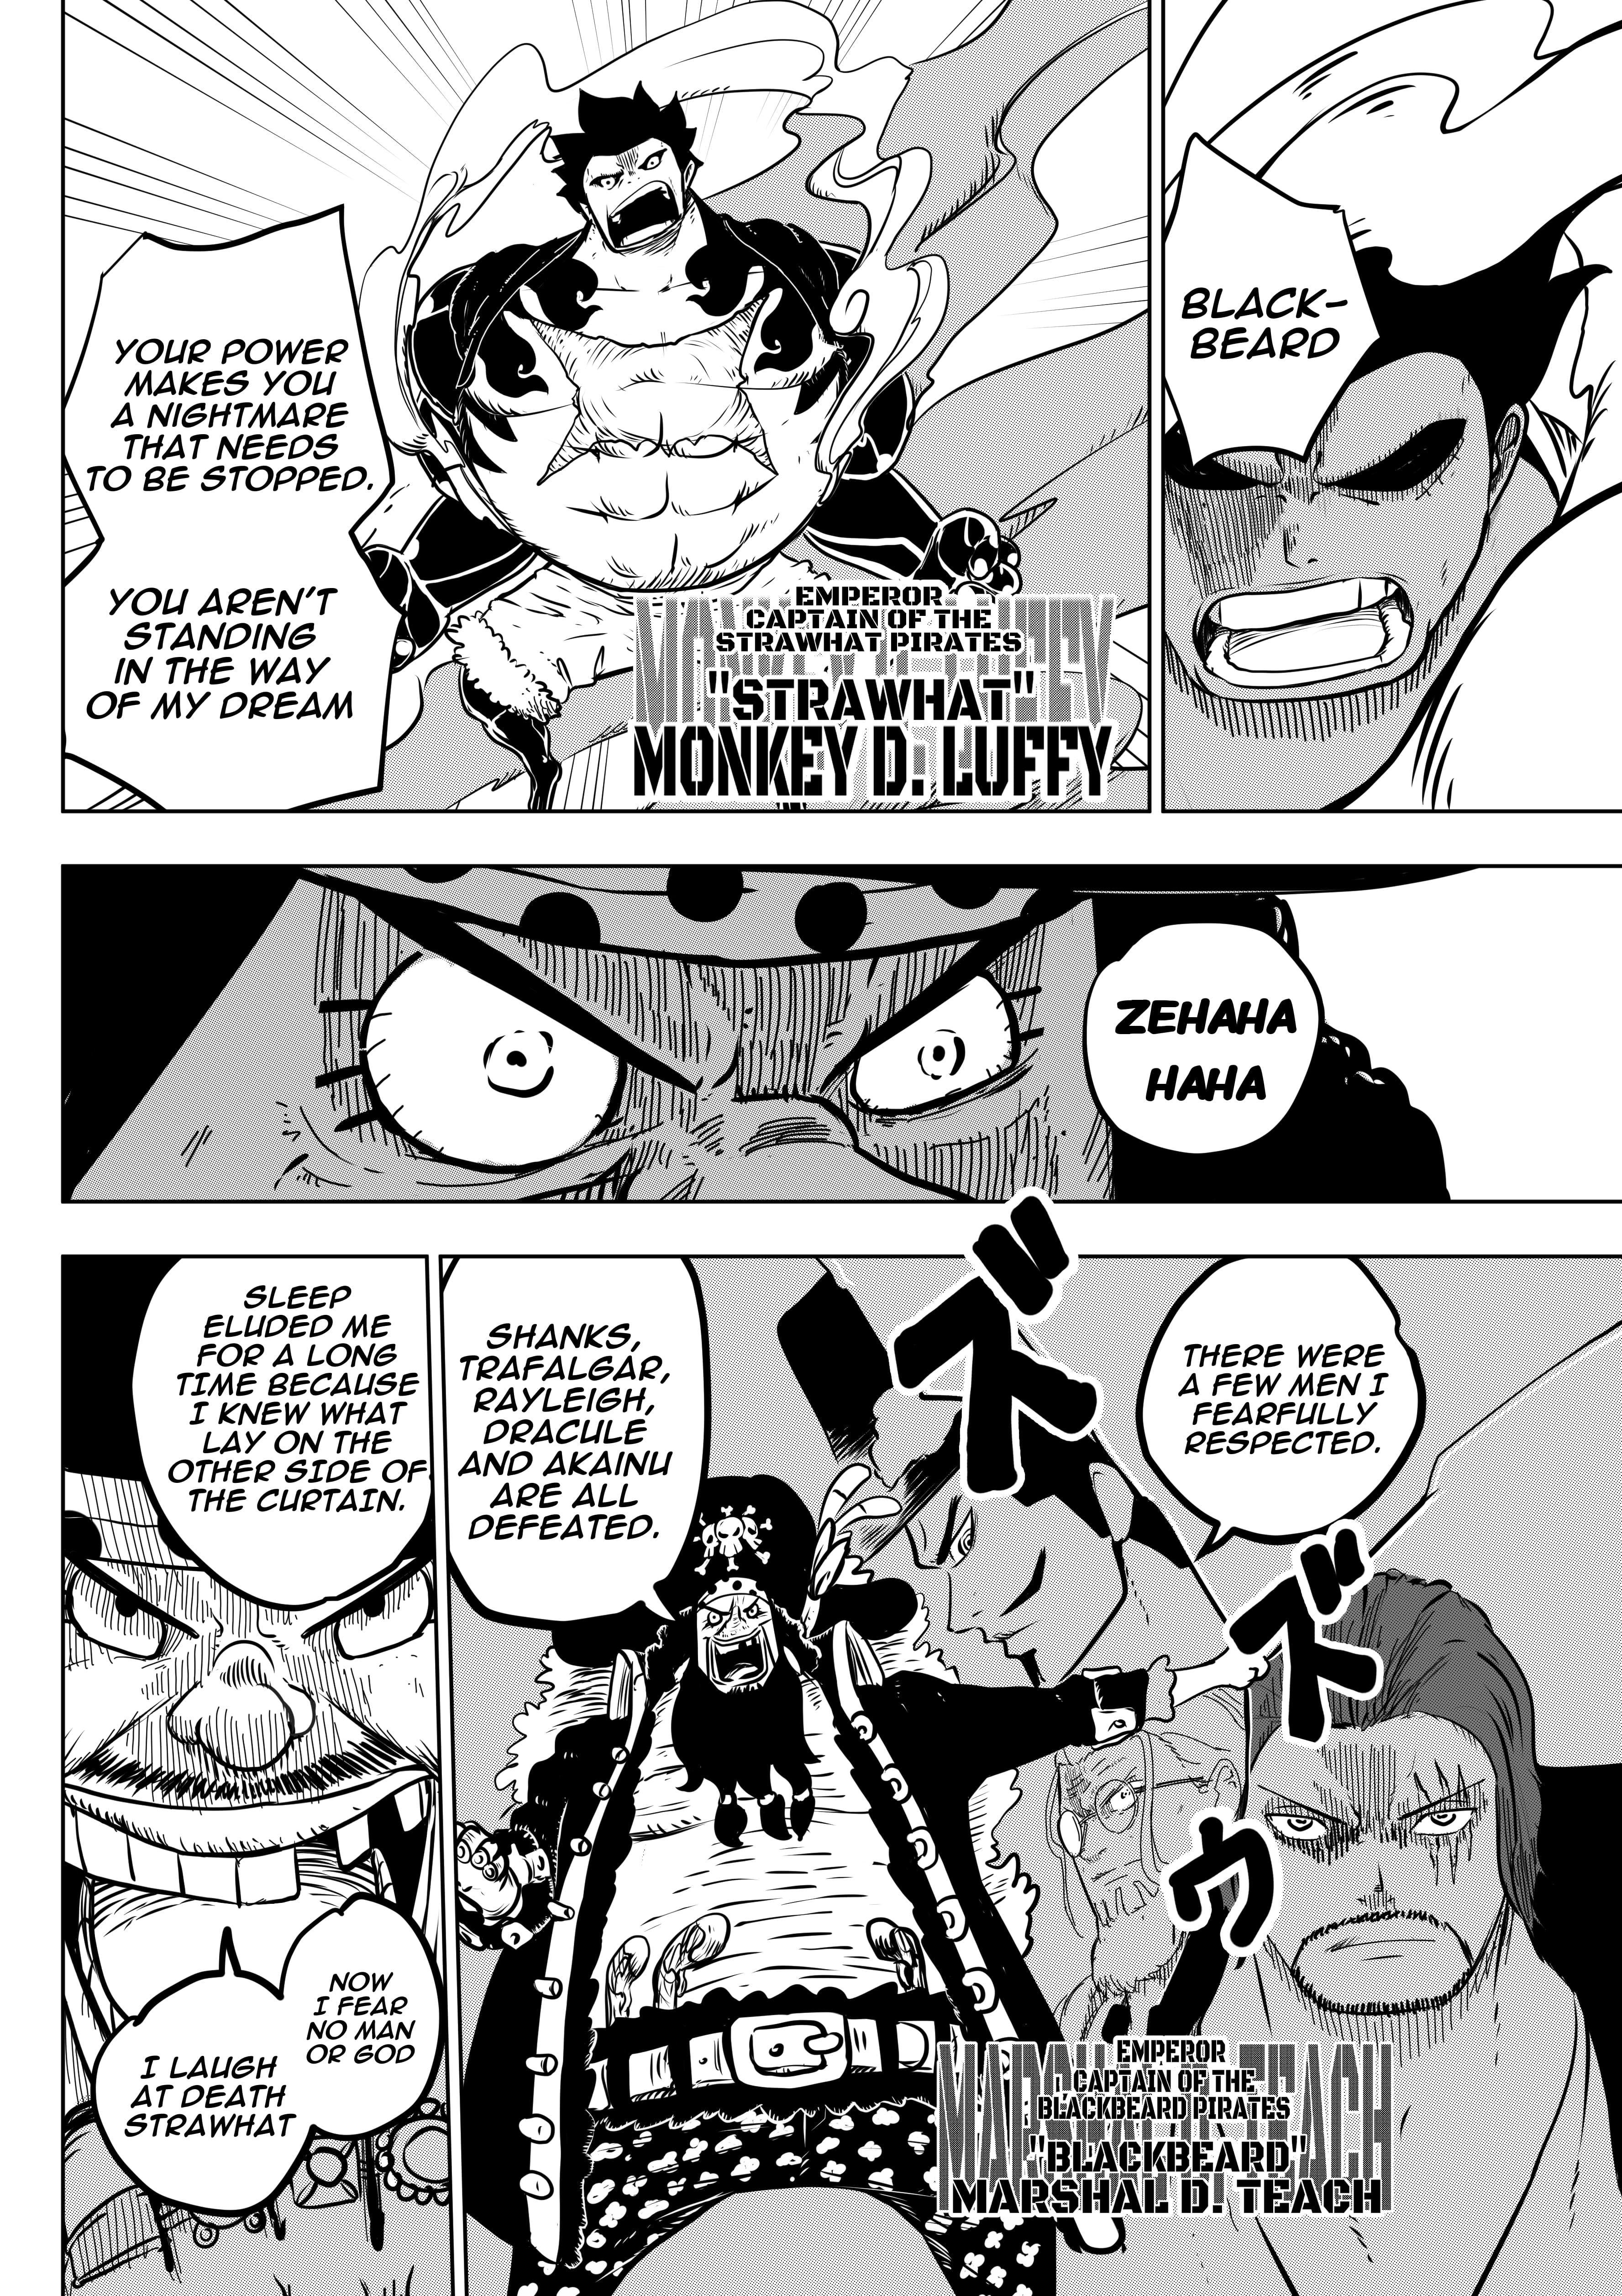 BLACK-
BEARD
YOUR POWER
MAKES YOU
A NIGHTMARE
THAT NEEDS
TO BE STOPPED.
YOU AREN'T
STANDING
IN THE WAY
OF MY DREAM
EMPEROR
CAPTAIN OF THE
STRAWHAT PIRATES
"STRAWHAT"
MONKEY D. LUFFY
ZEHAHA
HAHA
THERE WERE
A FEW MEN I
FEARFULLY
RESPECTED.
ズズゥ
SHANKS,
TRAFALGAR,
RAYLEIGH,
DRACULE
AND AKAINU
ARE ALL
DEFEATED.
EMPEROR
CAPTAIN OF THE
BLACKBEARD PIRATES
"BLACKBEARD"
MARSHAL D. TEACH
SLEEP
ELUDED ME
FOR A LONG
TIME BECAUSE
I KNEW WHAT
LAY ON THE
OTHER SIDE OF
THE CURTAIN.
NOW
I FEAR
NO MAN
OR GOD
I LAUGH
AT DEATH
STRAWHAT